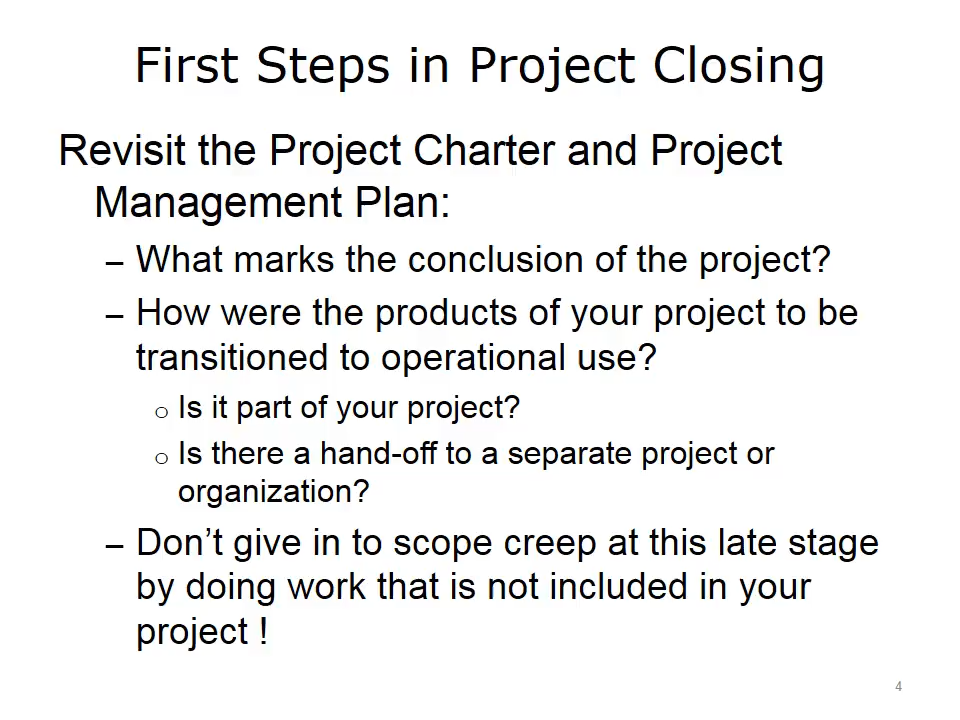 First Steps in Project Closing
Revisit the Project Charter and Project
Management Plan:
– What marks the conclusion of the project?
– How were the products of your project to be
transitioned to operational use?
o Is it part of your project?
o Is there a hand-off to a separate project or
organization?
– Don’t give in to scope creep at this late stage
by doing work that is not included in your
project !
4